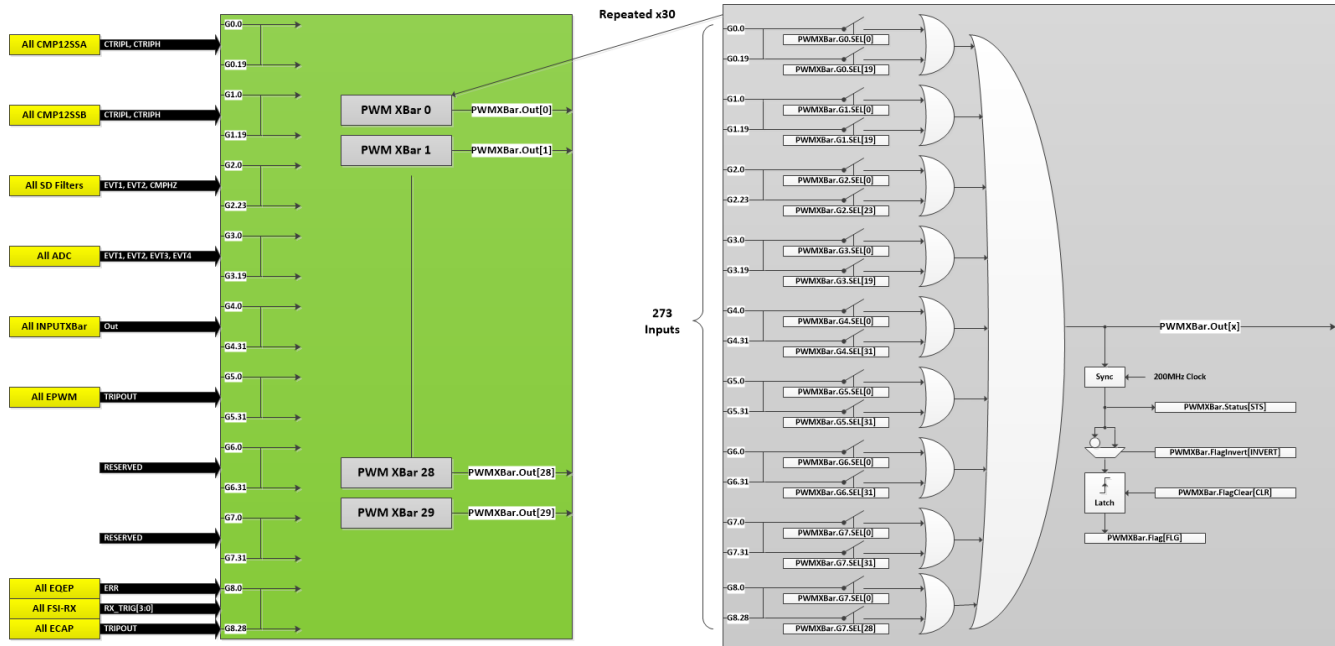 Repeated x30
All CMP12SSA
CTRIPL, CTRIPH
G0.0
G0.19
All CMP12SSB
CTRIPL, CTRIPH
G1.0
G1.19
All SD Filters
EVT1, EVT2, CMPHZ
G2.0
G2.23
All ADC
EVT1, EVT2, EVT3, EVT4
G3.0
G3.19
All INPUTXBar
Out
G4.0
G4.31
All EPWM
TRIPOUT
G5.0
G5.31
RESERVED
G6.0
G6.31
RESERVED
G7.0
G7.31
All EQEP
ERR
All FSI-RX
RX_TRIG[3:0]
All ECAP
TRIPOUT
G8.0
G8.28
PWM XBar 0
PWMXBar.Out[0]
PWM XBar 1
PWMXBar.Out[1]
PWM XBar 28
PWMXBar.Out[28]
PWM XBar 29
PWMXBar.Out[29]
273
Inputs
G0.0
PWMXBar.G0.SEL[0]
G0.19
PWMXBar.G0.SEL[19]
G1.0
PWMXBar.G1.SEL[0]
G1.19
PWMXBar.G1.SEL[19]
G2.0
PWMXBar.G2.SEL[0]
G2.23
PWMXBar.G2.SEL[23]
G3.0
PWMXBar.G3.SEL[0]
G3.19
PWMXBar.G3.SEL[19]
G4.0
PWMXBar.G4.SEL[0]
G4.31
PWMXBar.G4.SEL[31]
G5.0
PWMXBar.G5.SEL[0]
G5.31
PWMXBar.G5.SEL[31]
G6.0
PWMXBar.G6.SEL[0]
G6.31
PWMXBar.G6.SEL[31]
G7.0
PWMXBar.G7.SEL[0]
G7.31
PWMXBar.G7.SEL[31]
G8.0
PWMXBar.G7.SEL[0]
G8.28
PWMXBar.G7.SEL[28]
PWMXBar.Out[x]
Sync
200MHz Clock
PWMXBar.Status[STS]
PWMXBar.FlagInvert[INVERT]
Latch
PWMXBar.FlagClear[CLR]
PWMXBar.Flag[FLG]